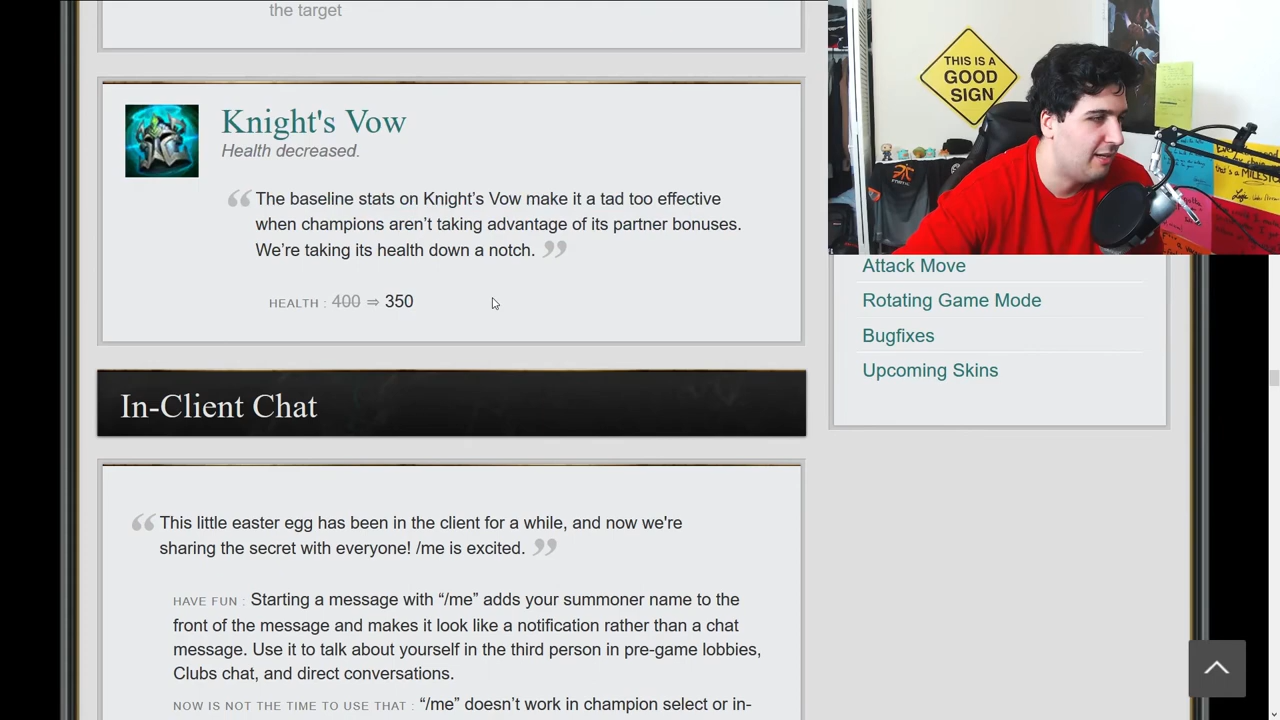 the target
Knight's Vow
Health decreased.
The baseline stats on Knight's Vow make it a tad too effective
when champions aren't taking advantage of its partner bonuses.
We're taking its health down a notch.
HEALTH : 400 ⇒ 350
In-Client Chat
This little easter egg has been in the client for a while, and now we're
sharing the secret with everyone! /me is excited.
HAVE FUN : Starting a message with “/me” adds your summoner name to the
front of the message and makes it look like a notification rather than a chat
message. Use it to talk about yourself in the third person in pre-game lobbies,
Clubs chat, and direct conversations.
NOW IS NOT THE TIME TO USE THAT : “/me” doesn’t work in champion select or in-
THIS IS A
GOOD
SIGN
FNATIC
Attack Move
Rotating Game Mode
Bugfixes
Upcoming Skins